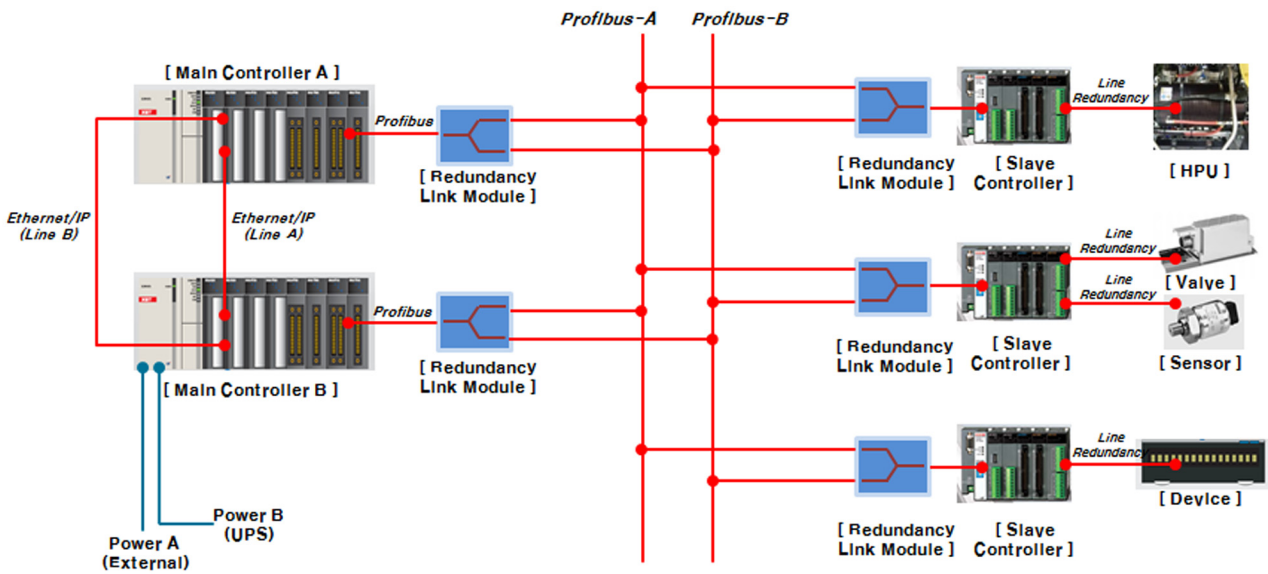 Profibus-A
Profibus-B
[ Main Controller A ]
Profibus
[ Redundancy
Link Module ]
Ethernet/IP
(Line B)
Ethernet/IP
(Line A)
Profibus
[ Redundancy
Link Module ]
[ Main Controller B ]
Power A
(External)
Power B
(UPS)
[ Redundancy
Link Module ]
[ Slave
Controller ]
Line
Redundancy
[ HPU ]
[ Redundancy
Link Module ]
[ Slave
Controller ]
Line
Redundancy
[ Valve ]
Line
Redundancy
[ Sensor ]
[ Redundancy
Link Module ]
[ Slave
Controller ]
Line
Redundancy
[ Device ]